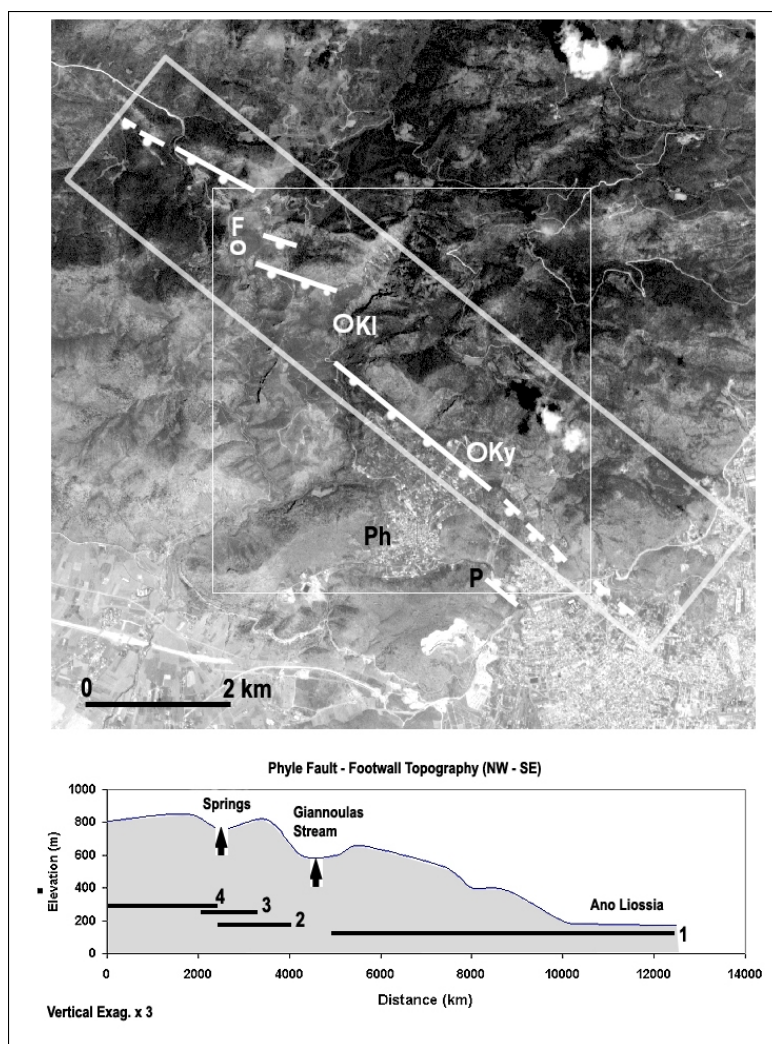 F
OKl
OKy
Ph
P
0 2 km
Phyle Fault - Footwall Topography (NW - SE)
1000
800
600
400
200
0
Elevation (m)
Springs
Giannoulas
Stream
Ano Liossia
4
3
2
1
0 2000 4000 6000 8000 10000 12000 14000
Distance (km)
Vertical Exag. x 3